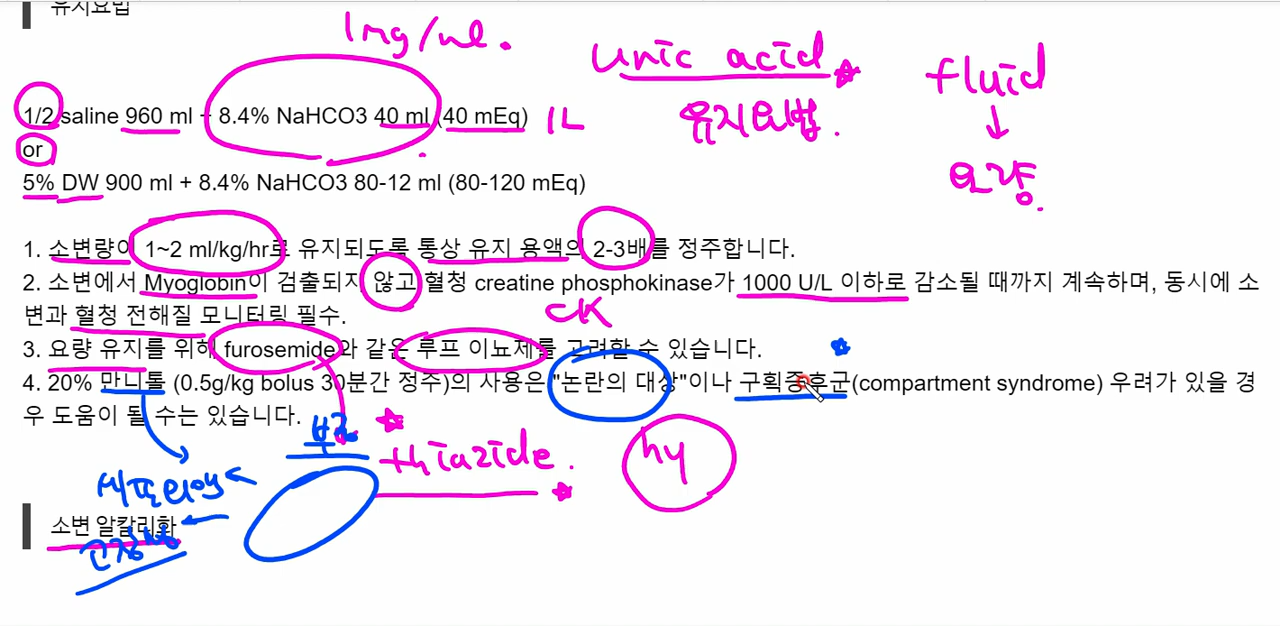 유지요법
1mg/ml.
uric acid
유지요법.
fluid
↓
요량.
1/2 saline 960 ml + 8.4% NaHCO3 40 ml (40 mEq) 1L
or
5% DW 900 ml + 8.4% NaHCO3 80-12 ml (80-120 mEq)
1. 소변량이 1~2 ml/kg/hr로 유지되도록 통상 유지 용액의 2-3배를 정주합니다.
2. 소변에서 Myoglobin이 검출되지 않고 혈청 creatine phosphokinase가 1000 U/L 이하로 감소될 때까지 계속하며, 동시에 소
변과 혈청 전해질 모니터링 필수.
CK
3. 요량 유지를 위해 furosemide와 같은 루프 이뇨제를 고려할 수 있습니다.
4. 20% 만니톨 (0.5g/kg bolus 30분간 정주)의 사용은 "논란의 대상"이나 구획증후군(compartment syndrome) 우려가 있을 경
우 도움이 될 수는 있습니다.
thiazide.
hy
소변 알칼리화